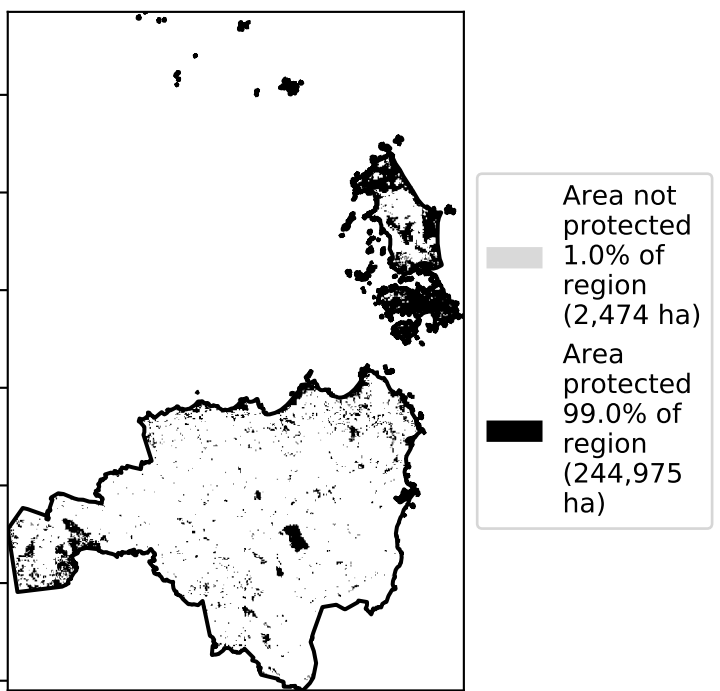 Area not
protected
1.0% of
region
(2,474 ha)
Area
protected
99.0% of
region
(244,975
ha)